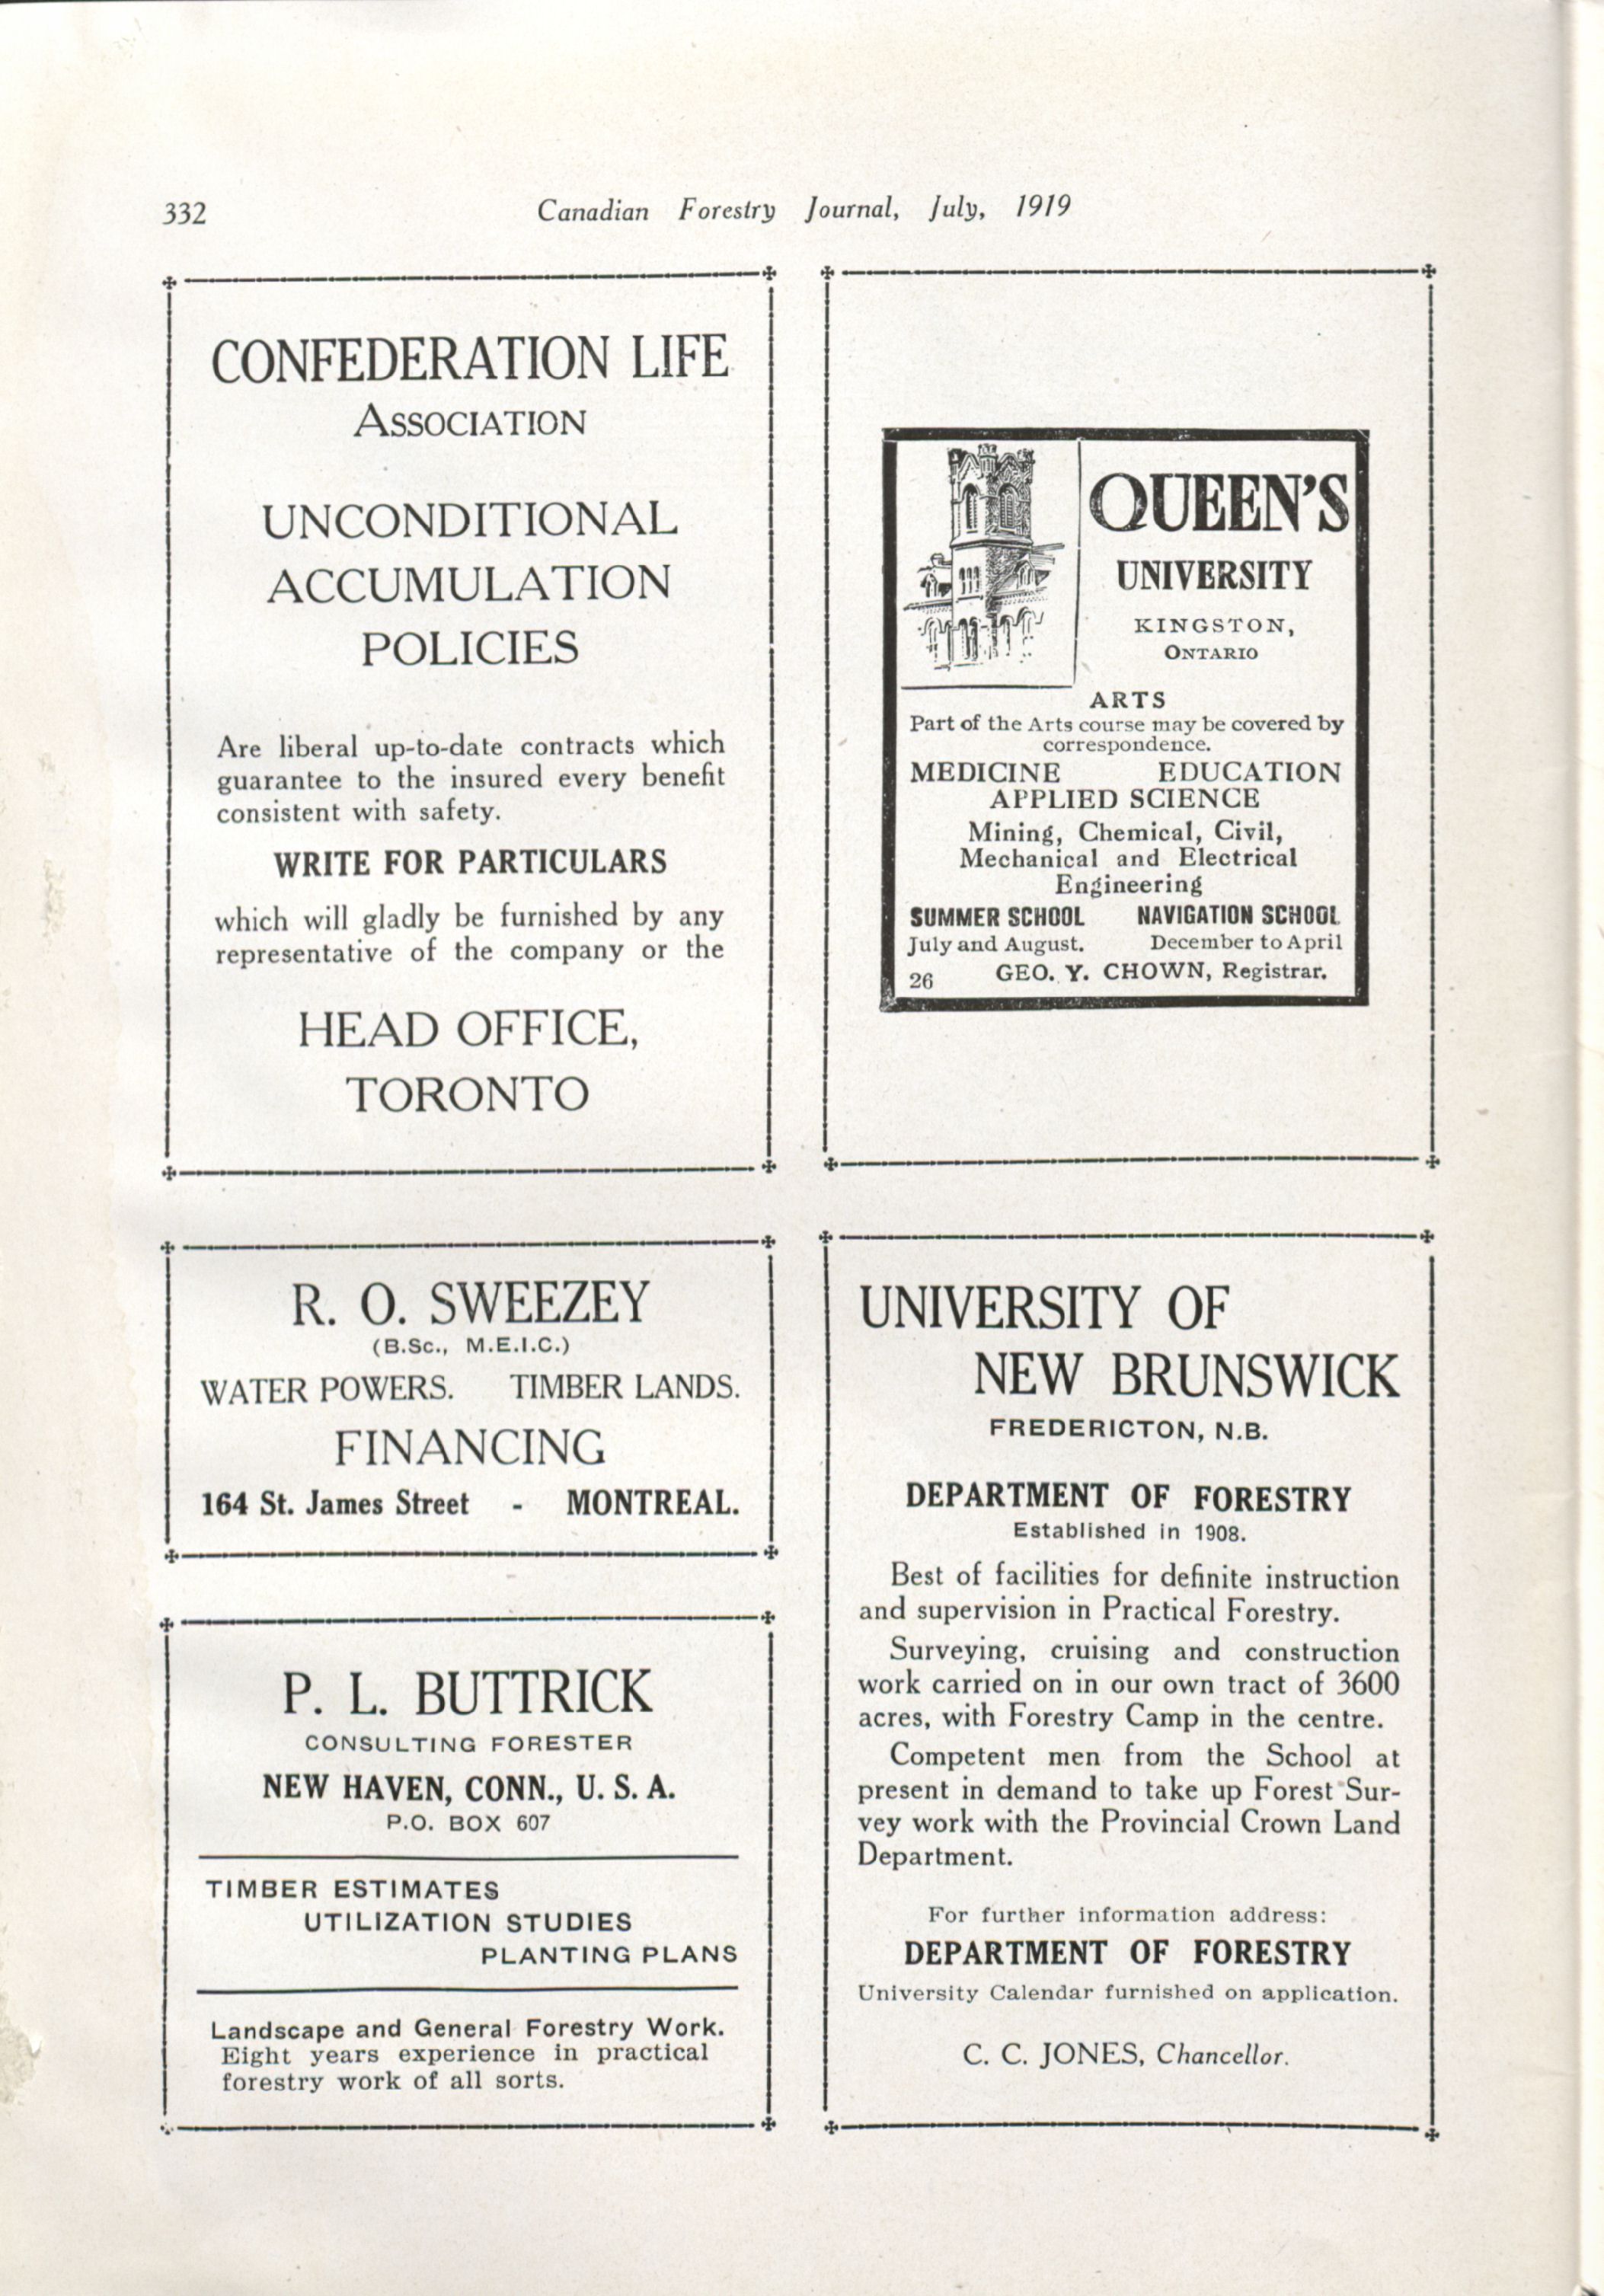 332
Canadian Forestry Journal, July, 1919
CONFEDERATION LIFE
ASSOCIATION
UNCONDITIONAL
ACCUMULATION
POLICIES
Are liberal up-to-date contracts which
guarantee to the insured every benefit
consistent with safety.
WRITE FOR PARTICULARS
which will gladly be furnished by any
representative of the company or the
HEAD OFFICE,
TORONTO
QUEEN'S
UNIVERSITY
KINGSTON,
ONTARIO
ARTS
Part of the Arts course may be covered by
correspondence.
MEDICINE EDUCATION
APPLIED SCIENCE
Mining, Chemical, Civil,
Mechanical and Electrical
Engineering
SUMMER SCHOOL NAVIGATION SCHOOL
July and August. December to April
26 GEO. Y. CHOWN, Registrar.
R. O. SWEEZEY
(B.Sc., M.E.I.C.)
WATER POWERS. TIMBER LANDS.
FINANCING
164 St. James Street - MONTREAL.
P. L. BUTTRICK
CONSULTING FORESTER
NEW HAVEN, CONN., U. S. A.
P.O. BOX 607
TIMBER ESTIMATES
UTILIZATION STUDIES
PLANTING PLANS
Landscape and General Forestry Work.
Eight years experience in practical
forestry work of all sorts.
UNIVERSITY OF
NEW BRUNSWICK
FREDERICTON, N.B.
DEPARTMENT OF FORESTRY
Established in 1908.
Best of facilities for definite instruction
and supervision in Practical Forestry.
Surveying, cruising and construction
work carried on in our own tract of 3600
acres, with Forestry Camp in the centre.
Competent men from the School at
present in demand to take up Forest Sur-
vey work with the Provincial Crown Land
Department.
For further information address:
DEPARTMENT OF FORESTRY
University Calendar furnished on application.
C. C. JONES, Chancellor.